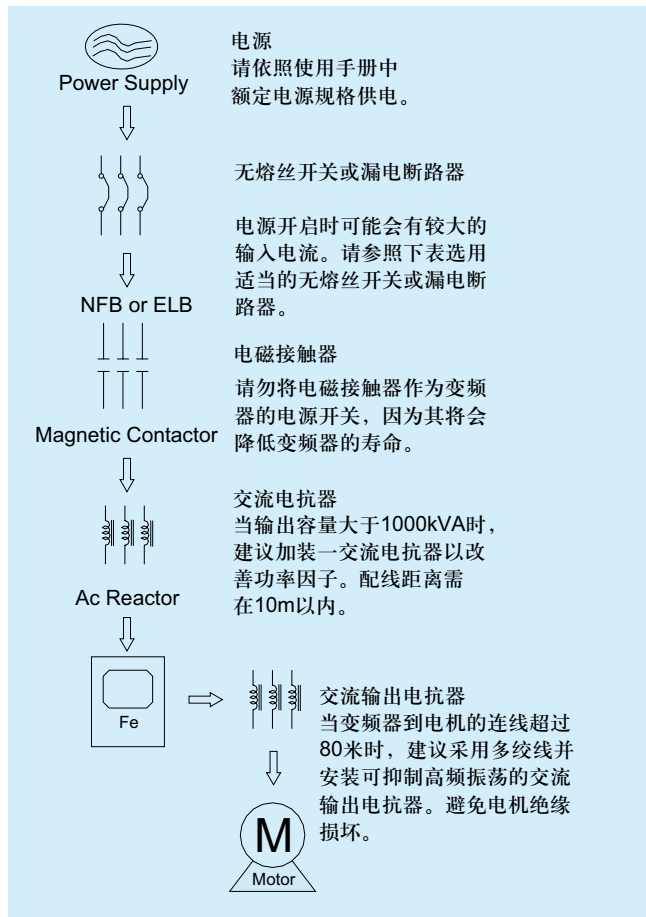 电源
请依照使用手册中
Power Supply
额定电源规格供电。
无熔丝开关或漏电断路器
电源开启时可能会有较大的
输入电流。请参照下表选用
适当的无熔丝开关或漏电断
NFB or ELB
路器。
电磁接触器
请勿将电磁接触器作为变频
器的电源开关，因为其将会
Magnetic Contactor
降低变频器的寿命。
交流电抗器
当输出容量大于1000kVA时，
建议加装一交流电抗器以改
善功率因子。配线距离需
Ac Reactor
在10m以内。
Fe
交流输出电抗器
当变频器到电机的连线超过
80米时，建议采用多绞线并
安装可抑制高频振荡的交流
输出电抗器。避免电机绝缘
损坏。
M
Motor